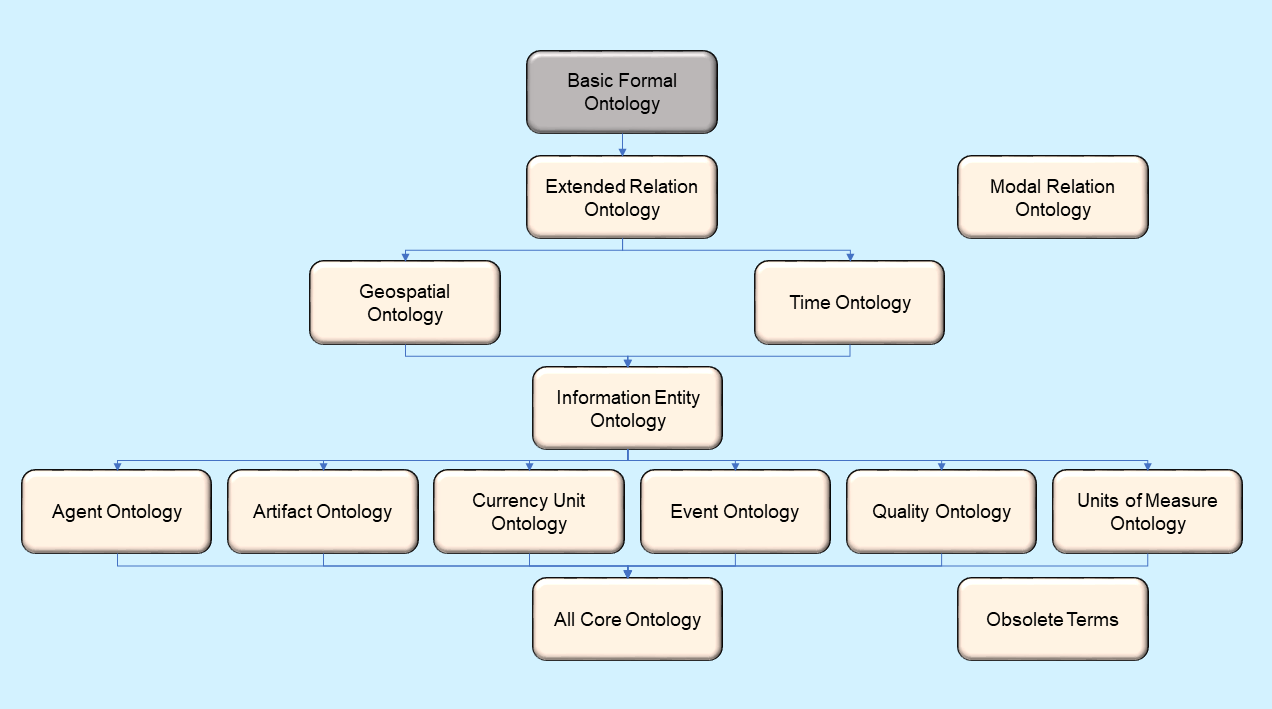 Basic Formal
Ontology
Extended Relation
Ontology
Modal Relation
Ontology
Geospatial
Ontology
Time Ontology
Information Entity
Ontology
Agent Ontology
Artifact Ontology
Currency Unit
Ontology
Event Ontology
Quality Ontology
Units of Measure
Ontology
All Core Ontology
Obsolete Terms